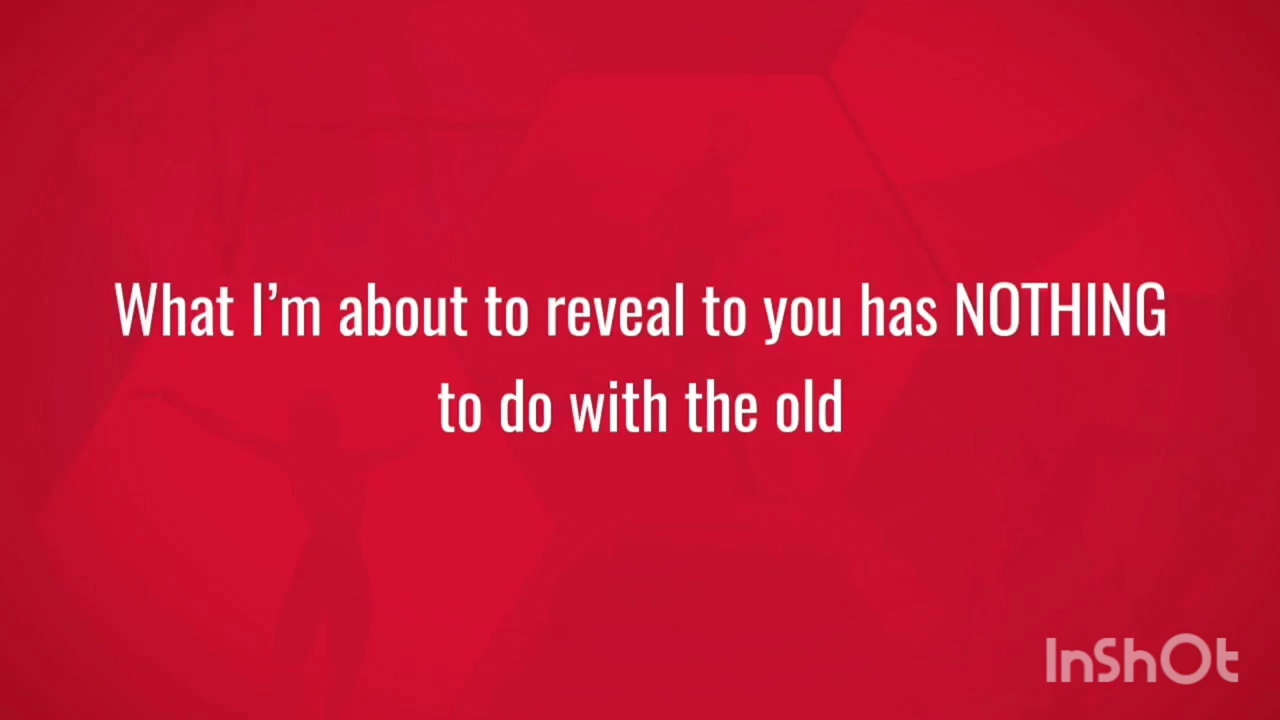 What I’m about to reveal to you has NOTHING
to do with the old
InShOt